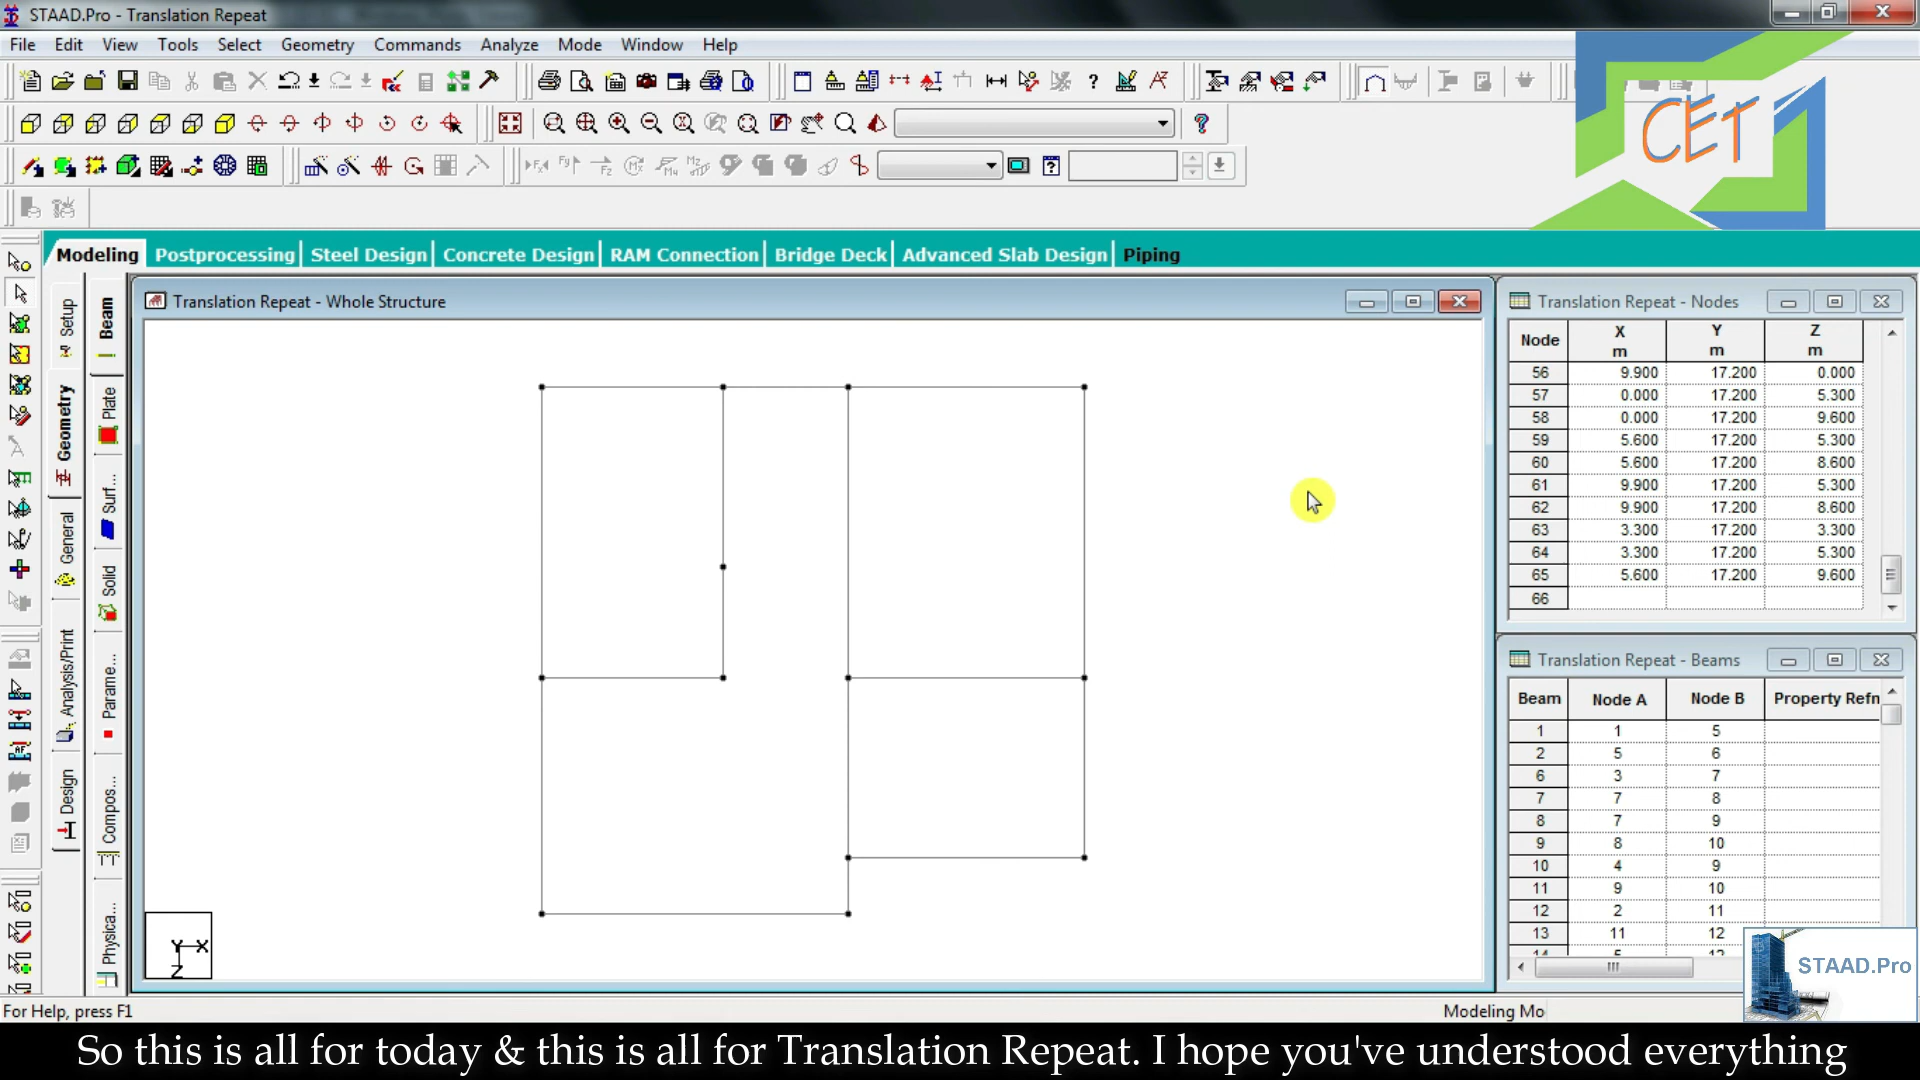 STAAD.Pro - Translation Repeat
File Edit View Tools Select Geometry Commands Analyze Mode Window Help
CET
Modeling Postprocessing Steel Design Concrete Design RAM Connection Bridge Deck Advanced Slab Design Piping
Setup
Geometry
General
Analysis/Print
Design
Beam
Plate
Surf...
Solid
Parame...
Compos...
Physica...
Translation Repeat - Whole Structure
Y X
Z
Translation Repeat - Nodes
Node X m Y m Z m
56 9.900 17.200 0.000
57 0.000 17.200 5.300
58 0.000 17.200 9.600
59 5.600 17.200 5.300
60 5.600 17.200 8.600
61 9.900 17.200 5.300
62 9.900 17.200 8.600
63 3.300 17.200 3.300
64 3.300 17.200 5.300
65 5.600 17.200 9.600
66
Translation Repeat - Beams
Beam Node A Node B Property Refn
1 1 5
2 5 6
6 3 7
7 7 8
8 7 9
9 8 10
10 4 9
11 9 10
12 2 11
13 11 12
STAAD.Pro
For Help, press F1
Modeling Mo
So this is all for today & this is all for Translation Repeat. I hope you've understood everything